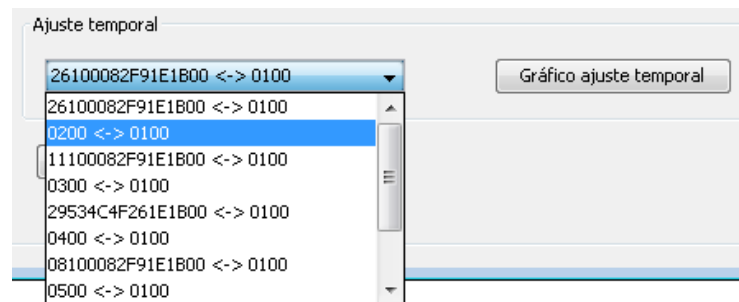 Ajuste temporal
26100082F91E1B00 <-> 0100
Gráfico ajuste temporal
26100082F91E1B00 <-> 0100
0200 <-> 0100
11100082F91E1B00 <-> 0100
0300 <-> 0100
29534C4F261E1B00 <-> 0100
0400 <-> 0100
08100082F91E1B00 <-> 0100
0500 <-> 0100